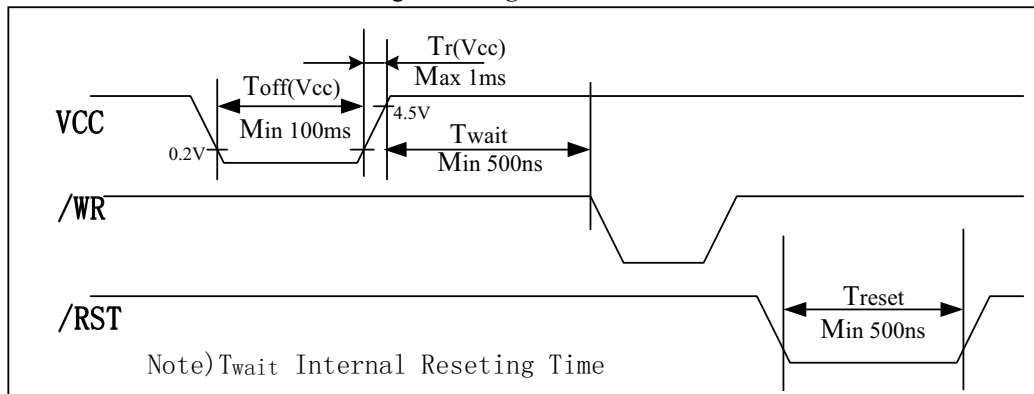 Tr(Vcc)
Max 1ms
Toff(Vcc)
Min 100ms
VCC
4.5V
0.2V
Twait
Min 500ns
/WR
/RST
Treset
Min 500ns
Note)Twait Internal Reseting Time